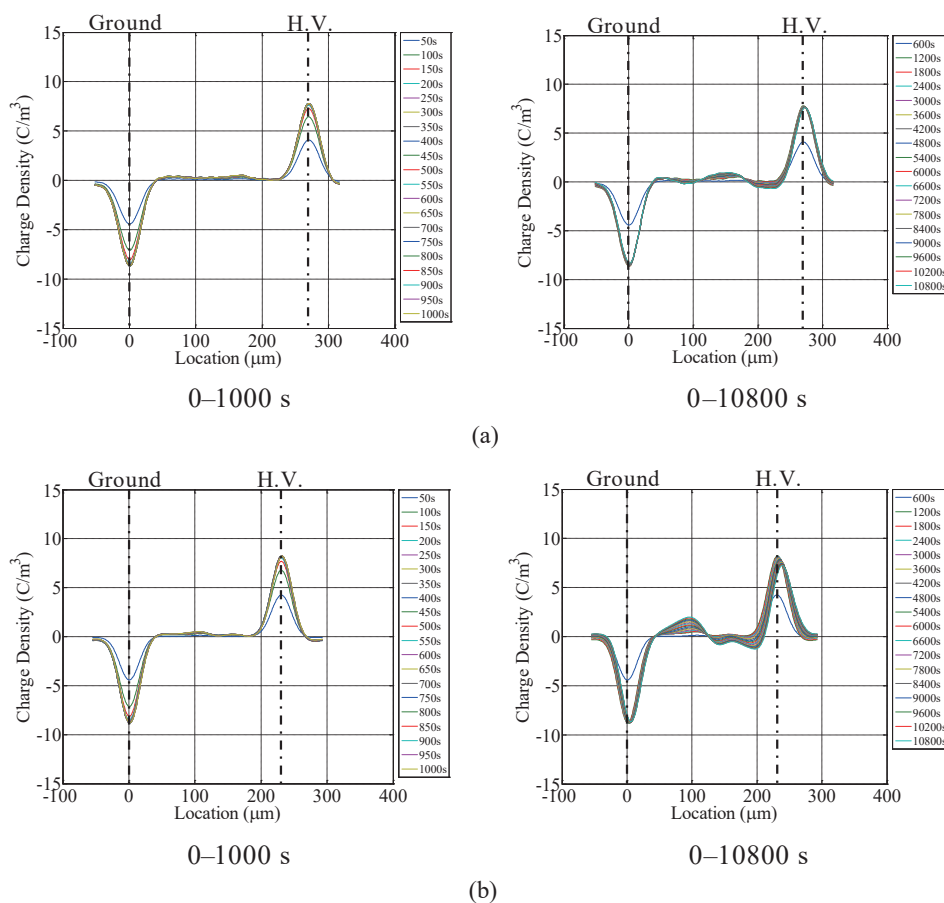 (a)
Ground
H.V.
15
10
5
0
-5
-10
-15
-100
0
100
200
300
400
Charge Density (C/m³)
Location (μm)
50s
100s
150s
200s
250s
300s
350s
400s
450s
500s
550s
600s
650s
700s
750s
800s
850s
900s
950s
1000s
0–1000 s
Ground
H.V.
15
10
5
0
-5
-10
-15
-100
0
100
200
300
400
Charge Density (C/m³)
Location (μm)
600s
1200s
1800s
2400s
3000s
3600s
4200s
4800s
5400s
6000s
6600s
7200s
7800s
8400s
9000s
9600s
10200s
10800s
0–10800 s
(a)
Ground
H.V.
15
10
5
0
-5
-10
-15
-100
0
100
200
300
400
Charge Density (C/m³)
Location (μm)
50s
100s
150s
200s
250s
300s
350s
400s
450s
500s
550s
600s
650s
700s
750s
800s
850s
900s
950s
1000s
0–1000 s
Ground
H.V.
15
10
5
0
-5
-10
-15
-100
0
100
200
300
400
Charge Density (C/m³)
Location (μm)
600s
1200s
1800s
2400s
3000s
3600s
4200s
4800s
5400s
6000s
6600s
7200s
7800s
8400s
9000s
9600s
10200s
10800s
0–10800 s
(b)